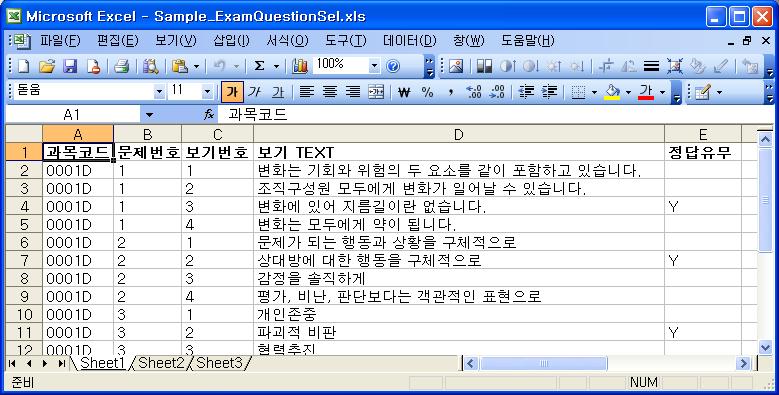 Microsoft Excel - Sample_ExamQuestionSel.xls
파일(F) 편집(E) 보기(V) 삽입(I) 서식(O) 도구(T) 데이터(D) 창(W) 도움말(H)
100%
돋움 11 가 가 가 ₩ % , 가
A1 fx 과목코드
A B C D E
1 과목코드 문제번호 보기번호 보기 TEXT 정답유무
2 0001D 1 1 변화는 기회와 위험의 두 요소를 같이 포함하고 있습니다.
3 0001D 1 2 조직구성원 모두에게 변화가 일어날 수 있습니다.
4 0001D 1 3 변화에 있어 지름길이란 없습니다. Y
5 0001D 1 4 변화는 모두에게 약이 됩니다.
6 0001D 2 1 문제가 되는 행동과 상황을 구체적으로
7 0001D 2 2 상대방에 대한 행동을 구체적으로 Y
8 0001D 2 3 감정을 솔직하게
9 0001D 2 4 평가, 비난, 판단보다는 객관적인 표현으로
10 0001D 3 1 개인존중
11 0001D 3 2 파괴적 비판 Y
12 0001D 3 3 협력추진
Sheet1 Sheet2 Sheet3
준비 NUM